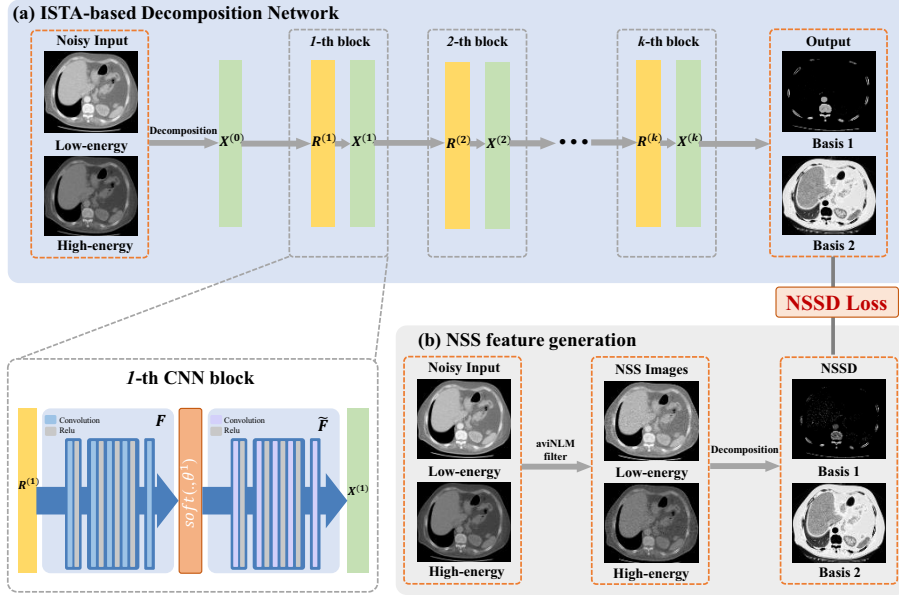 (a) ISTA-based Decomposition Network
Noisy Input
1-th block
2-th block
k-th block
Output
Low-energy
High-energy
Decomposition
X^(0)
R^(1)
X^(1)
R^(2)
X^(2)
•••
R^(k)
X^(k)
Basis 1
Basis 2
NSSD Loss
1-th CNN block
R^(1)
Convolution
Relu
F
soft(.,θ^1)
Convolution
Relu
F̃
X^(1)
(b) NSS feature generation
Noisy Input
NSS Images
NSSD
Low-energy
High-energy
aviNLM
filter
Low-energy
High-energy
Decomposition
Basis 1
Basis 2